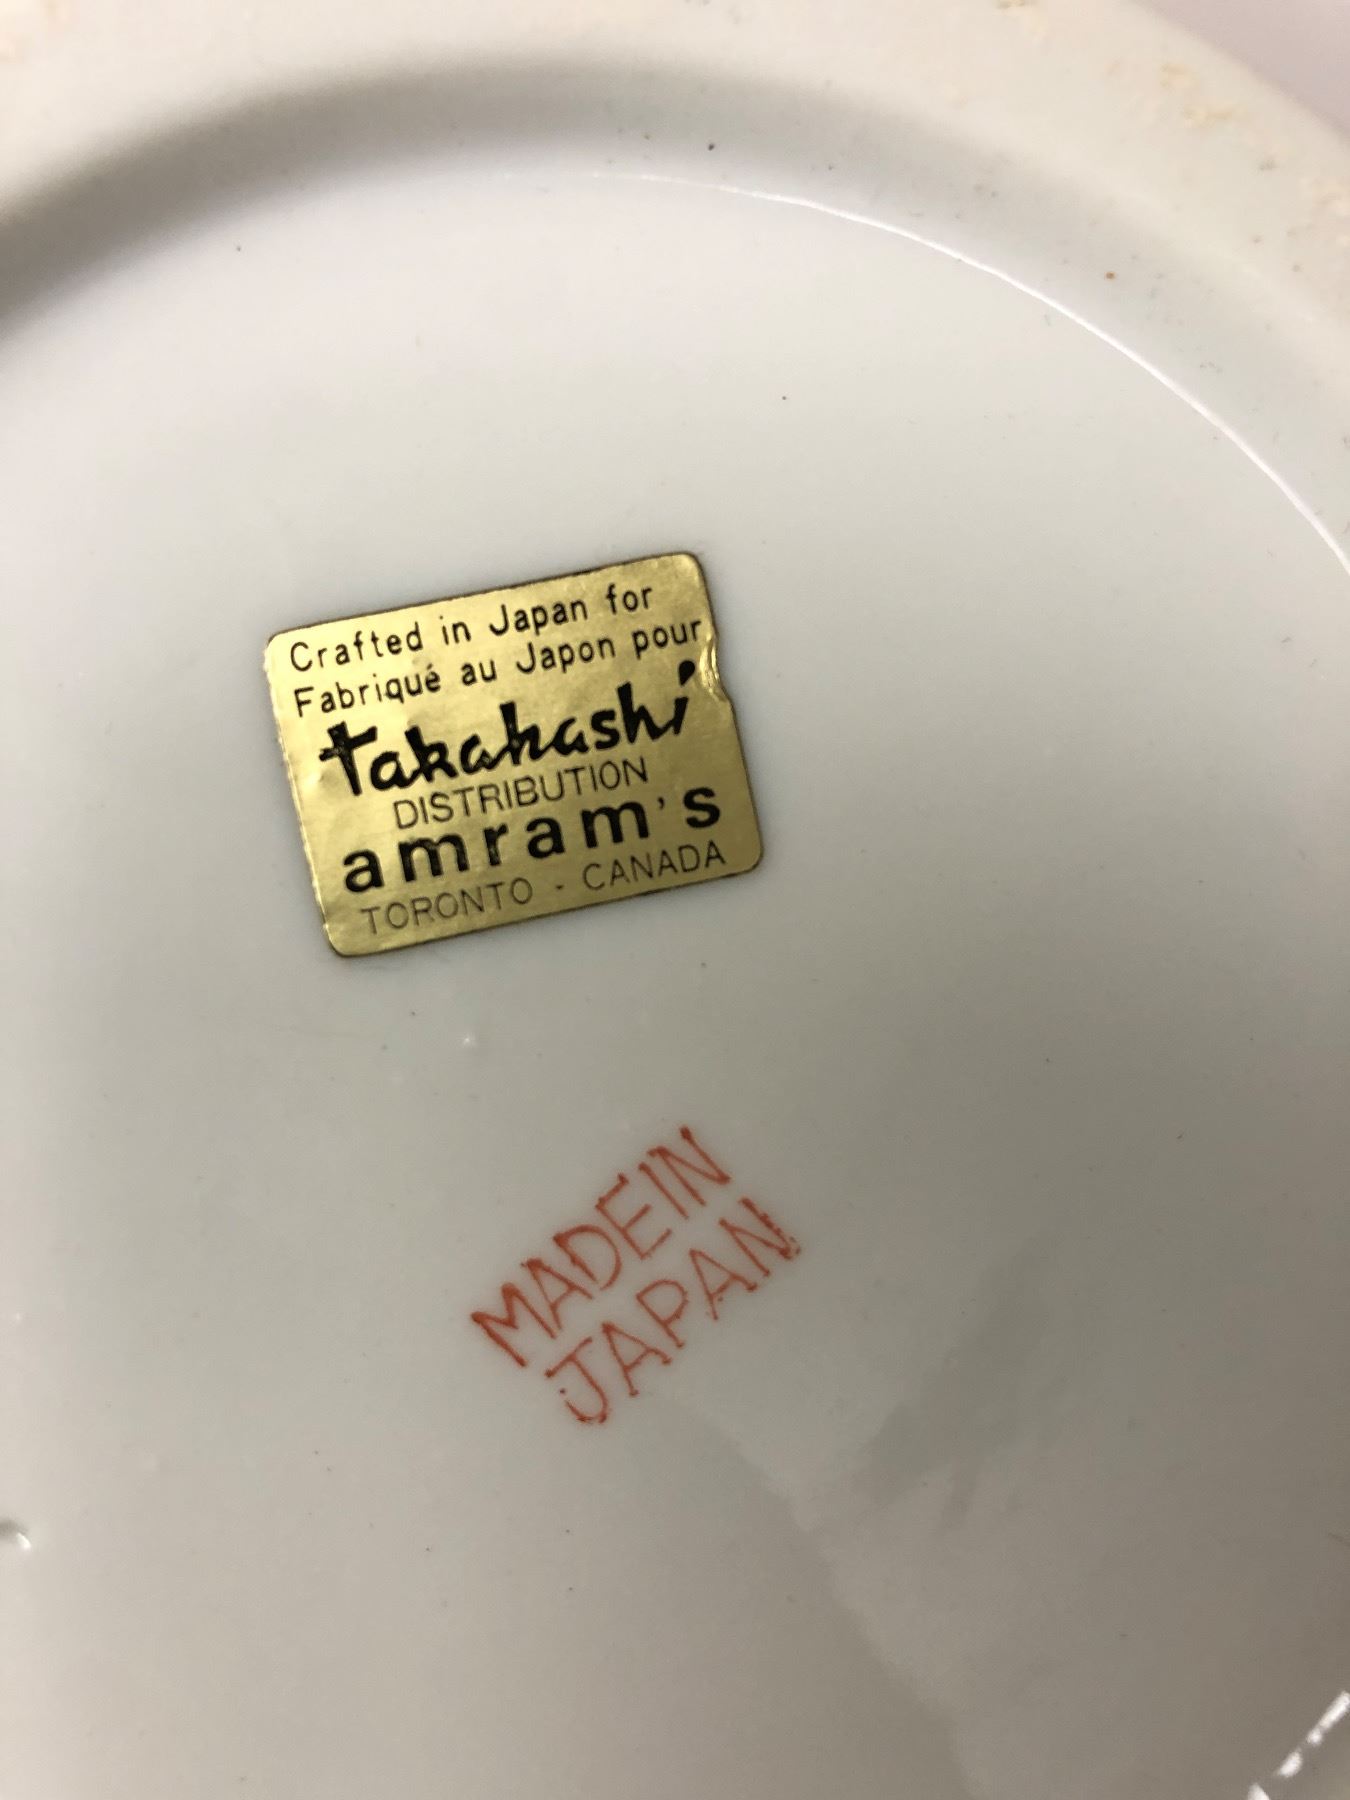 Crafted in Japan for
Fabriqué au Japon pour
Takahashi
DISTRIBUTION
amram's
TORONTO - CANADA
MADE IN
JAPAN